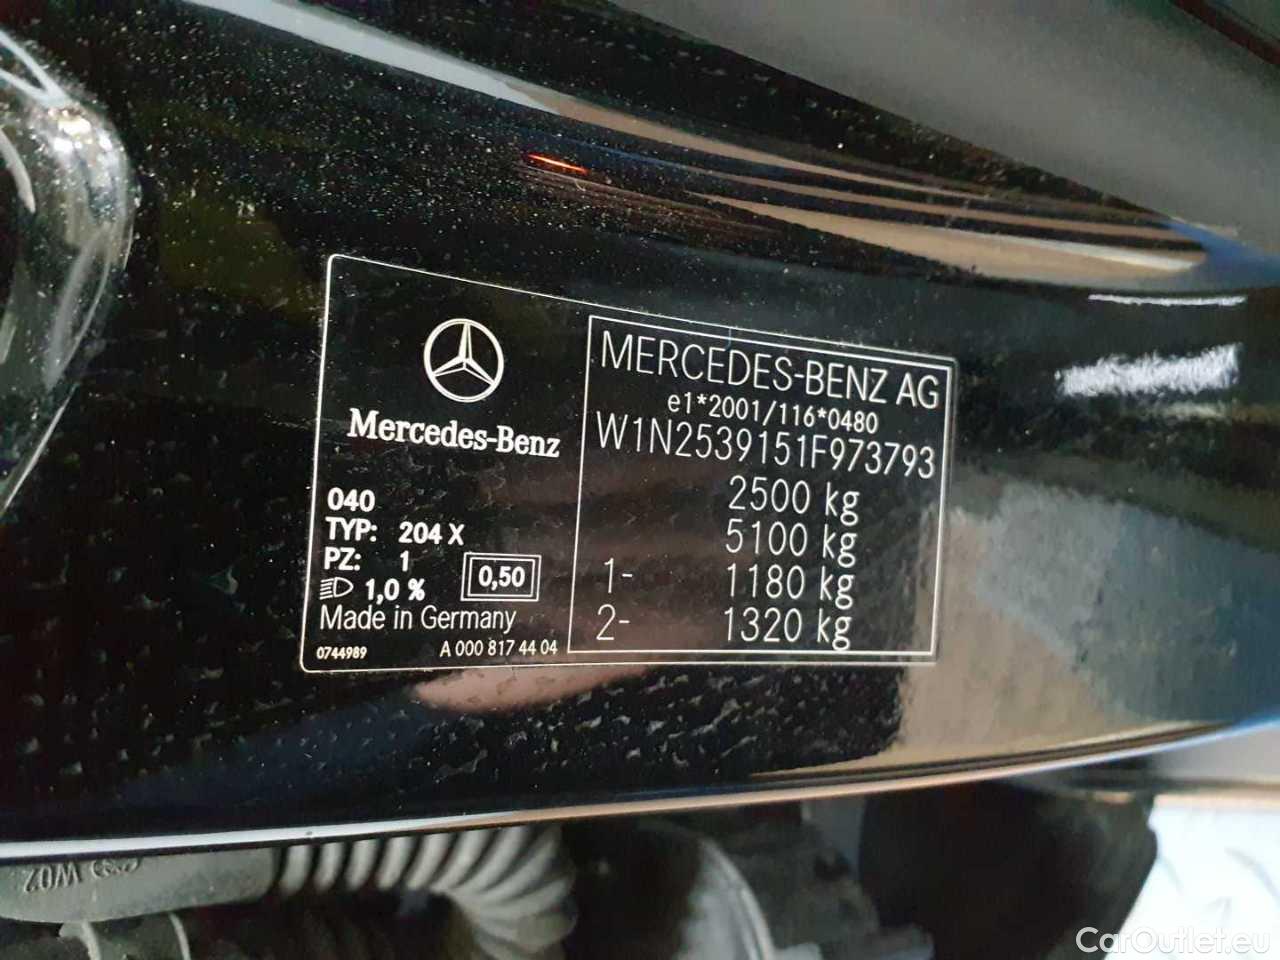 Mercedes-Benz
040
TYP: 204 X
PZ: 1
1,0 %
0,50
Made in Germany
0744989 A 000 817 44 04
MERCEDES-BENZ AG
e1*2001/116*0480
W1N2539151F973793
2500 kg
5100 kg
1- 1180 kg
2- 1320 kg
W02
CarOutlet.eu